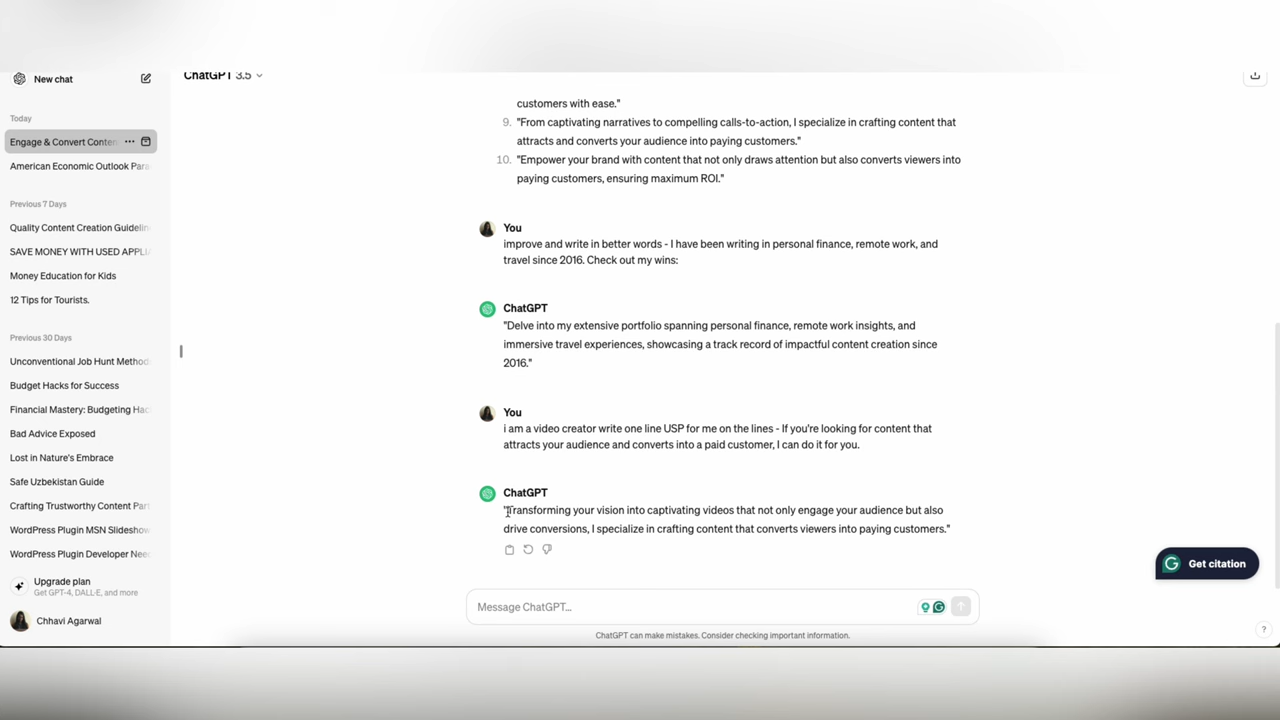 New chat
Today
Engage & Convert Conten
American Economic Outlook Para
Previous 7 Days
Quality Content Creation Guidelin
SAVE MONEY WITH USED APPLI
Money Education for Kids
12 Tips for Tourists.
Previous 30 Days
Unconventional Job Hunt Method
Budget Hacks for Success
Financial Mastery: Budgeting Hac
Bad Advice Exposed
Lost in Nature's Embrace
Safe Uzbekistan Guide
Crafting Trustworthy Content Part
WordPress Plugin MSN Slideshow
WordPress Plugin Developer Nee
Upgrade plan
Get GPT-4, DALL·E, and more
Chhavi Agarwal
ChatGPT 3.5
customers with ease."
9. "From captivating narratives to compelling calls-to-action, I specialize in crafting content that
attracts and converts your audience into paying customers."
10. "Empower your brand with content that not only draws attention but also converts viewers into
paying customers, ensuring maximum ROI."
You
improve and write in better words - I have been writing in personal finance, remote work, and
travel since 2016. Check out my wins:
ChatGPT
"Delve into my extensive portfolio spanning personal finance, remote work insights, and
immersive travel experiences, showcasing a track record of impactful content creation since
2016."
You
i am a video creator write one line USP for me on the lines - If you're looking for content that
attracts your audience and converts into a paid customer, I can do it for you.
ChatGPT
"Transforming your vision into captivating videos that not only engage your audience but also
drive conversions, I specialize in crafting content that converts viewers into paying customers."
Get citation
Message ChatGPT...
ChatGPT can make mistakes. Consider checking important information.
?